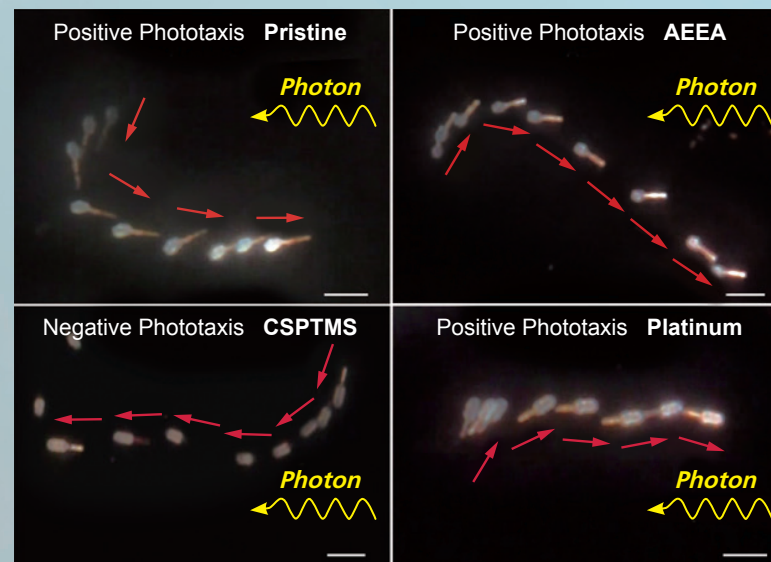 Positive Phototaxis Pristine
Photon
Positive Phototaxis AEEA
Photon
Negative Phototaxis CSPTMS
Photon
Positive Phototaxis Platinum
Photon